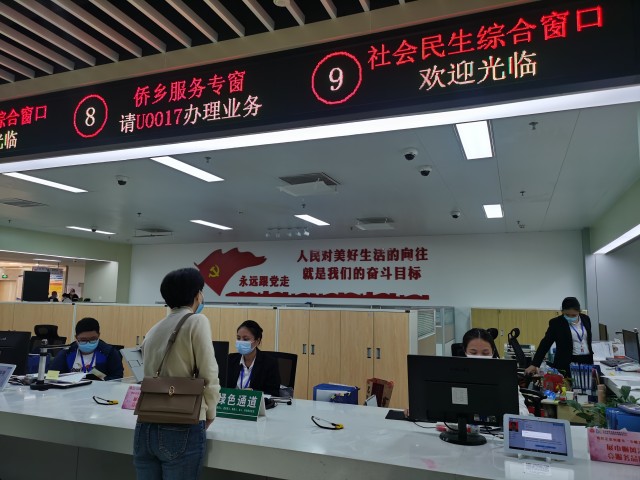 综合窗口
光临
8
侨乡服务专窗
请U0017办理业务
9
社会民生综合窗口
欢迎光临
永远跟党走
人民对美好生活的向往
就是我们的奋斗目标
绿色通道